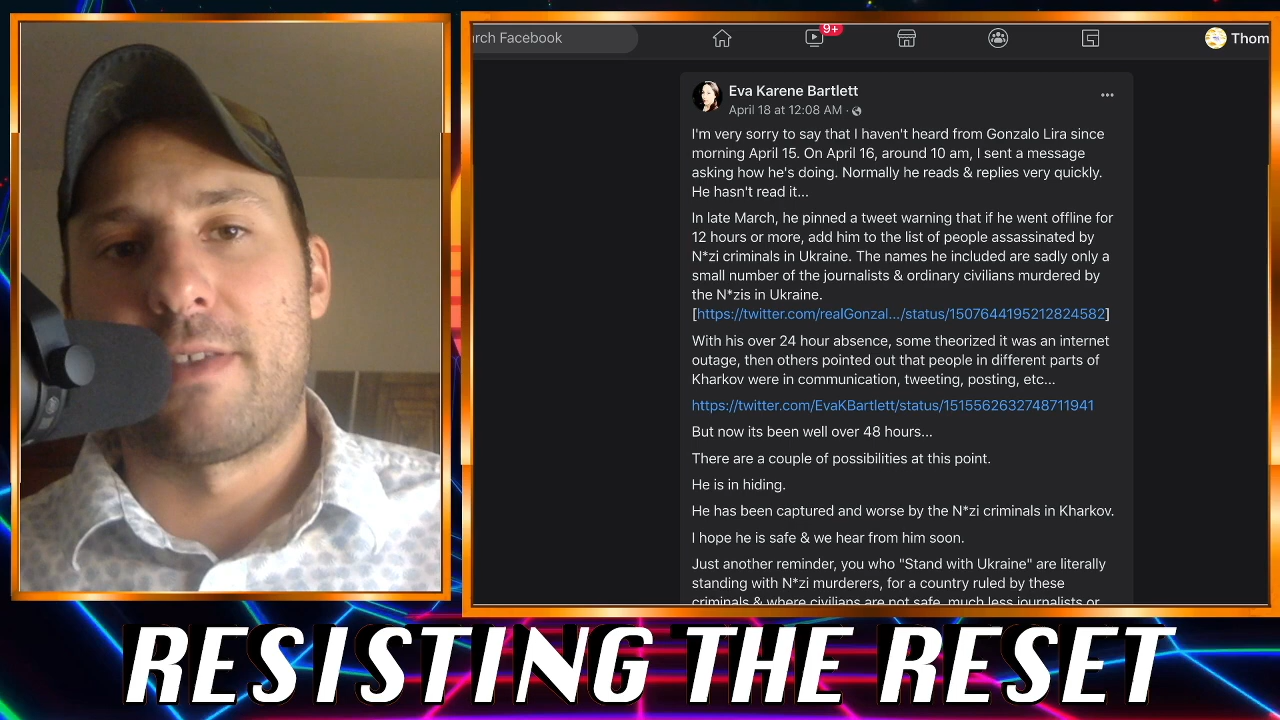 rch Facebook
9+
Thom
Eva Karene Bartlett
April 18 at 12:08 AM ·
I'm very sorry to say that I haven't heard from Gonzalo Lira since
morning April 15. On April 16, around 10 am, I sent a message
asking how he's doing. Normally he reads & replies very quickly.
He hasn't read it...
In late March, he pinned a tweet warning that if he went offline for
12 hours or more, add him to the list of people assassinated by
N*zi criminals in Ukraine. The names he included are sadly only a
small number of the journalists & ordinary civilians murdered by
the N*zis in Ukraine.
[https://twitter.com/realGonzal.../status/1507644195212824582]
With his over 24 hour absence, some theorized it was an internet
outage, then others pointed out that people in different parts of
Kharkov were in communication, tweeting, posting, etc...
https://twitter.com/EvaKBartlett/status/1515562632748711941
But now its been well over 48 hours...
There are a couple of possibilities at this point.
He is in hiding.
He has been captured and worse by the N*zi criminals in Kharkov.
I hope he is safe & we hear from him soon.
Just another reminder, you who "Stand with Ukraine" are literally
standing with N*zi murderers, for a country ruled by these
criminals & where civilians are not safe, much less journalists or
RESISTING THE RESET